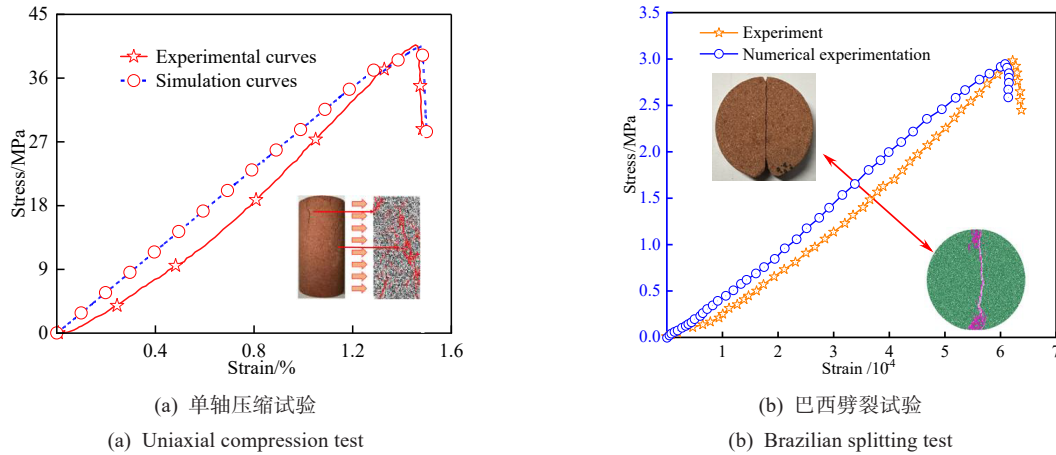 45
36
27
18
9
0
0.4
0.8
1.2
1.6
Stress/MPa
Strain/%
Experimental curves
Simulation curves
(a) 单轴压缩试验
(a) Uniaxial compression test
3.5
3.0
2.5
2.0
1.5
1.0
0.5
0.0
0
1
2
3
4
5
6
7
Stress/MPa
Strain /10⁴
Experiment
Numerical experimentation
(b) 巴西劈裂试验
(b) Brazilian splitting test